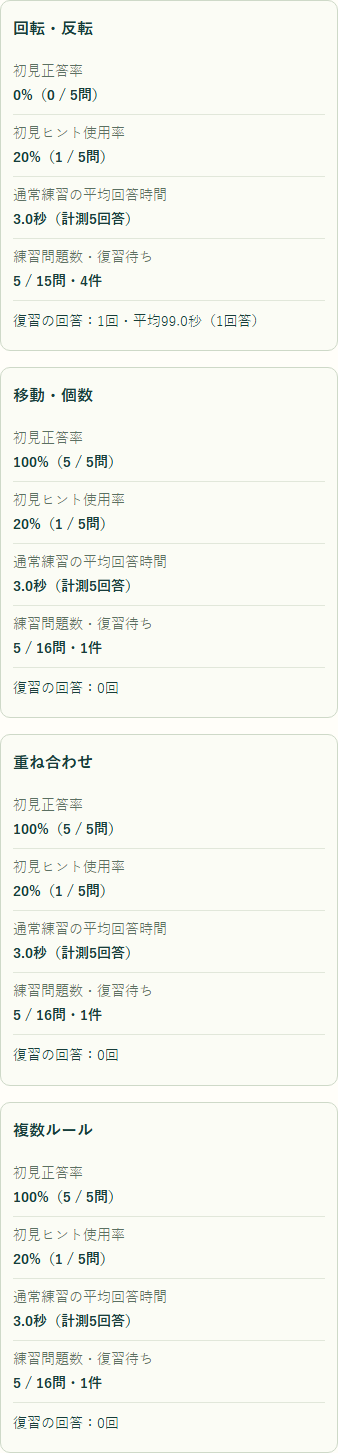 回転・反転
初見正答率
0%（0 / 5問）
初見ヒント使用率
20%（1 / 5問）
通常練習の平均回答時間
3.0秒（計測5回答）
練習問題数・復習待ち
5 / 15問・4件
復習の回答：1回・平均99.0秒（1回答）
移動・個数
初見正答率
100%（5 / 5問）
初見ヒント使用率
20%（1 / 5問）
通常練習の平均回答時間
3.0秒（計測5回答）
練習問題数・復習待ち
5 / 16問・1件
復習の回答：0回
重ね合わせ
初見正答率
100%（5 / 5問）
初見ヒント使用率
20%（1 / 5問）
通常練習の平均回答時間
3.0秒（計測5回答）
練習問題数・復習待ち
5 / 16問・1件
復習の回答：0回
複数ルール
初見正答率
100%（5 / 5問）
初見ヒント使用率
20%（1 / 5問）
通常練習の平均回答時間
3.0秒（計測5回答）
練習問題数・復習待ち
5 / 16問・1件
復習の回答：0回